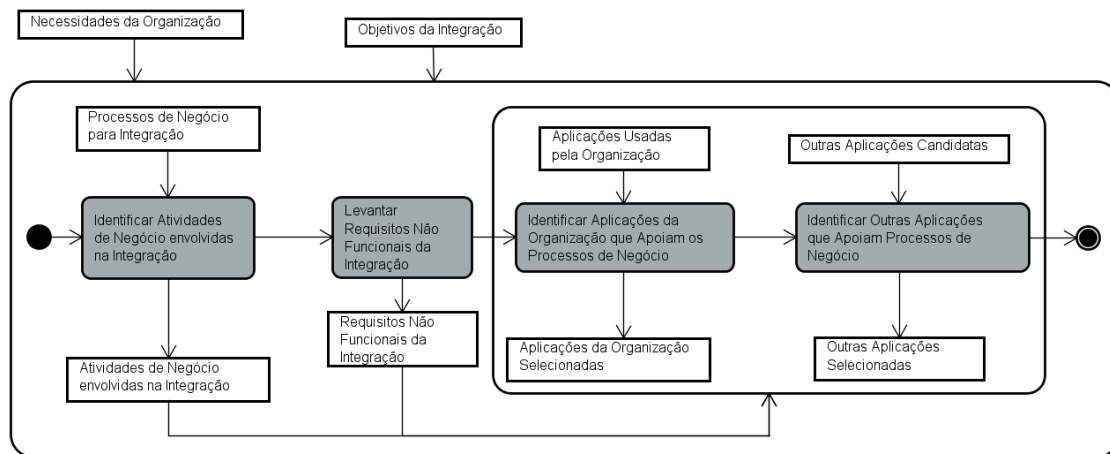 Necessidades da Organização
Objetivos da Integração
Processos de Negócio
para Integração
Aplicações Usadas
pela Organização
Outras Aplicações Candidatas
Identificar Atividades
de Negócio envolvidas
na Integração
Levantar
Requisitos Não
Funcionais da
Integração
Identificar Aplicações da
Organização que Apoiam os
Processos de Negócio
Identificar Outras Aplicações
que Apoiam Processos de
Negócio
Atividades de Negócio
envolvidas na Integração
Requisitos Não
Funcionais da
Integração
Aplicações da Organização
Selecionadas
Outras Aplicações
Selecionadas